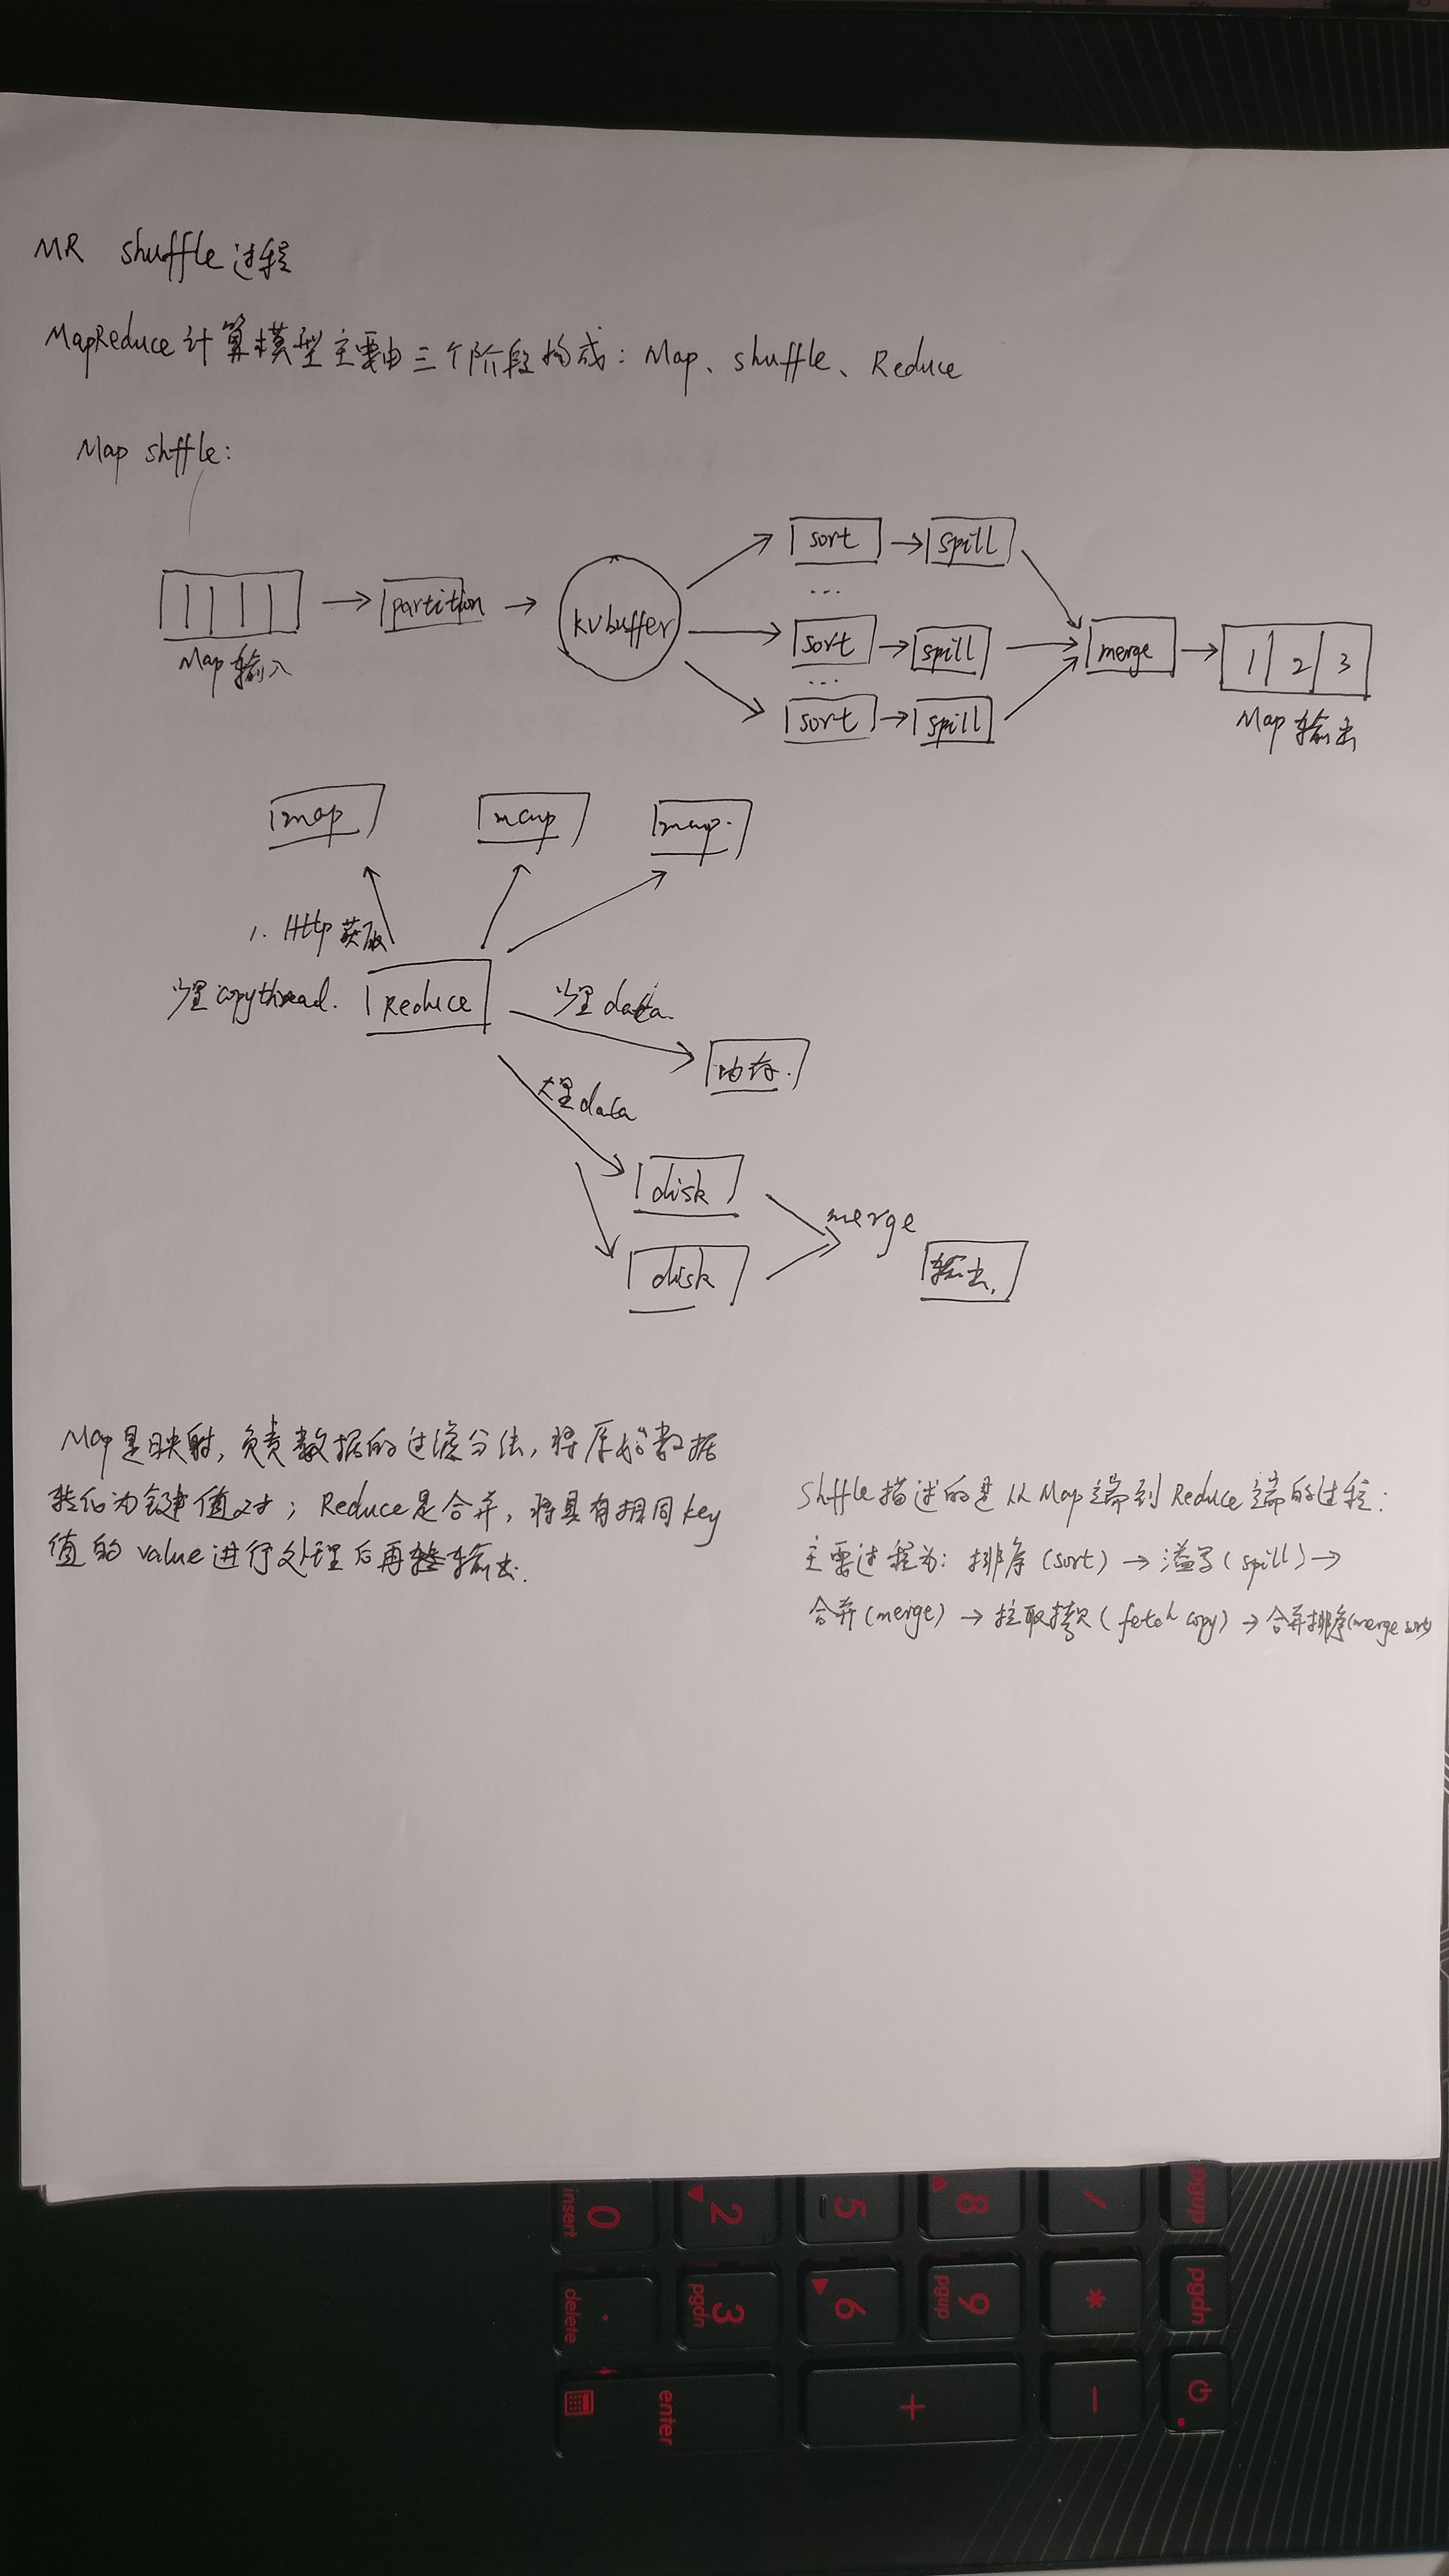 MR shuffle过程
MapReduce计算模型主要由三个阶段构成：Map、shuffle、Reduce
Map shffle：
sort → spill
...
Map输入 → partition → kvbuffer
sort → spill → merge → 1 2 3
...
sort → spill
Map输出
map map map.
1. Http获取
少量copythread. Reduce 少量data.
内存.
大量data
disk
merge
disk 输出.
Map是映射，负责数据的过滤分法，将原始数据
转化为键值对；Reduce是合并，将具有相同key
值的value进行处理后再输出.
Shffle描述的是从Map端到Reduce端的过程：
主要过程为：排序(sort) → 溢写(spill) →
合并(merge) → 拉取拷贝(fetch copy) → 合并排序(merge sort)
pgup
/
8
5
2
0
insert
pgdn
*
9
pgup
6
3
pgdn
.
delete
−
+
enter